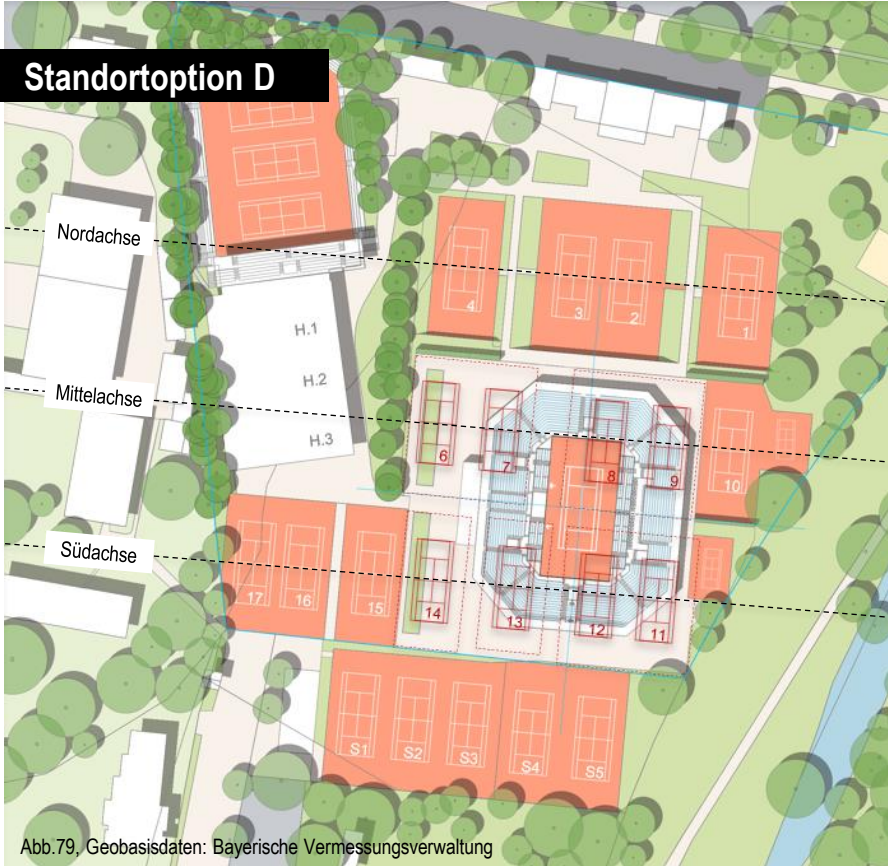 Standortoption D
Nordachse
4
3
2
1
H.1
H.2
Mittelachse
H.3
6
7
8
9
10
Südachse
17
16
15
14
13
12
11
S1
S2
S3
S4
S5
Abb.79, Geobasisdaten: Bayerische Vermessungsverwaltung